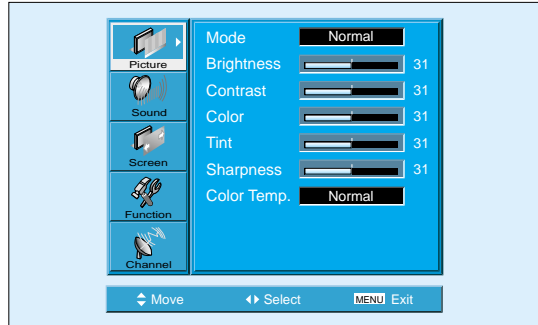 Picture
Sound
Screen
Function
Channel
Mode Normal
Brightness 31
Contrast 31
Color 31
Tint 31
Sharpness 31
Color Temp. Normal
Move Select MENU Exit